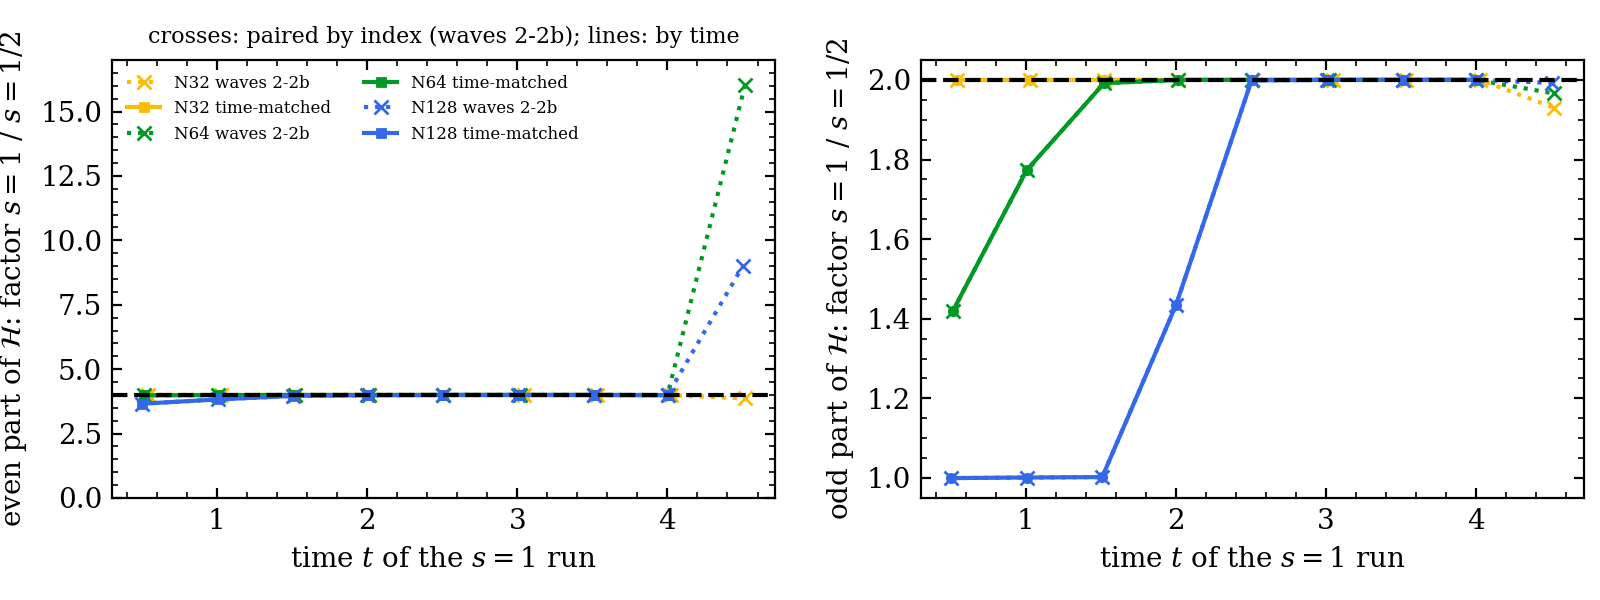 crosses: paired by index (waves 2-2b); lines: by time
even part of ℋ: factor s = 1 / s = 1/2
15.0
12.5
10.0
7.5
5.0
2.5
0.0
N32 waves 2-2b
N32 time-matched
N64 waves 2-2b
N64 time-matched
N128 waves 2-2b
N128 time-matched
1 2 3 4
time t of the s = 1 run
odd part of ℋ: factor s = 1 / s = 1/2
2.0
1.8
1.6
1.4
1.2
1.0
1 2 3 4
time t of the s = 1 run